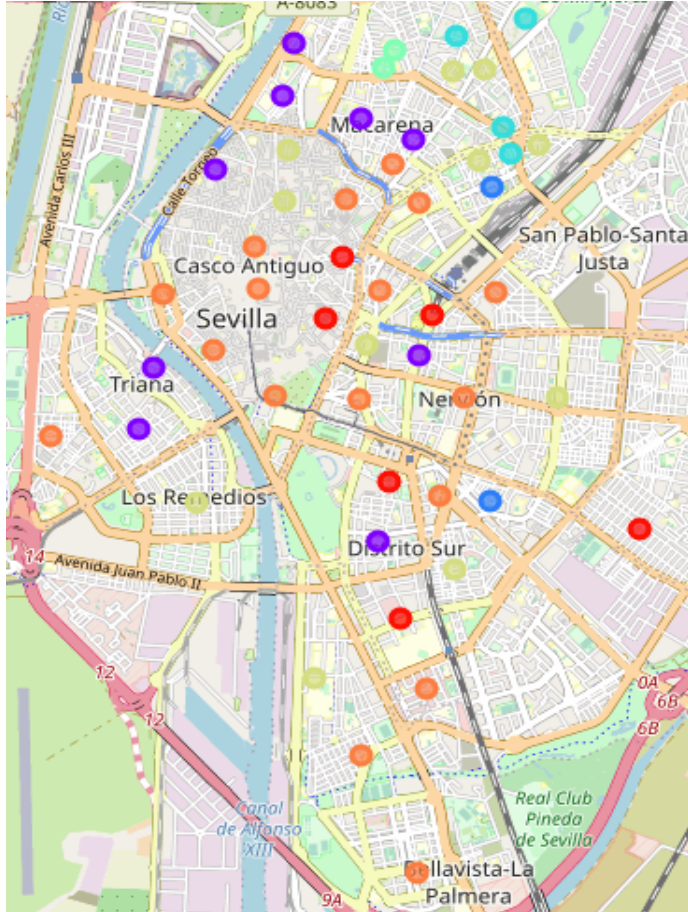 A-8083
Macarena
Avenida Carlos III
Calle Torneo
San Pablo-Santa
Justa
Casco Antiguo
Sevilla
Triana
Nervión
Los Remedios
14
Distrito Sur
Avenida Juan Pablo II
12
12
0A
6B
6B
Canal
de Alfonso
XIII
Real Club
Pineda
de Sevilla
Bellavista-La
Palmera
9A